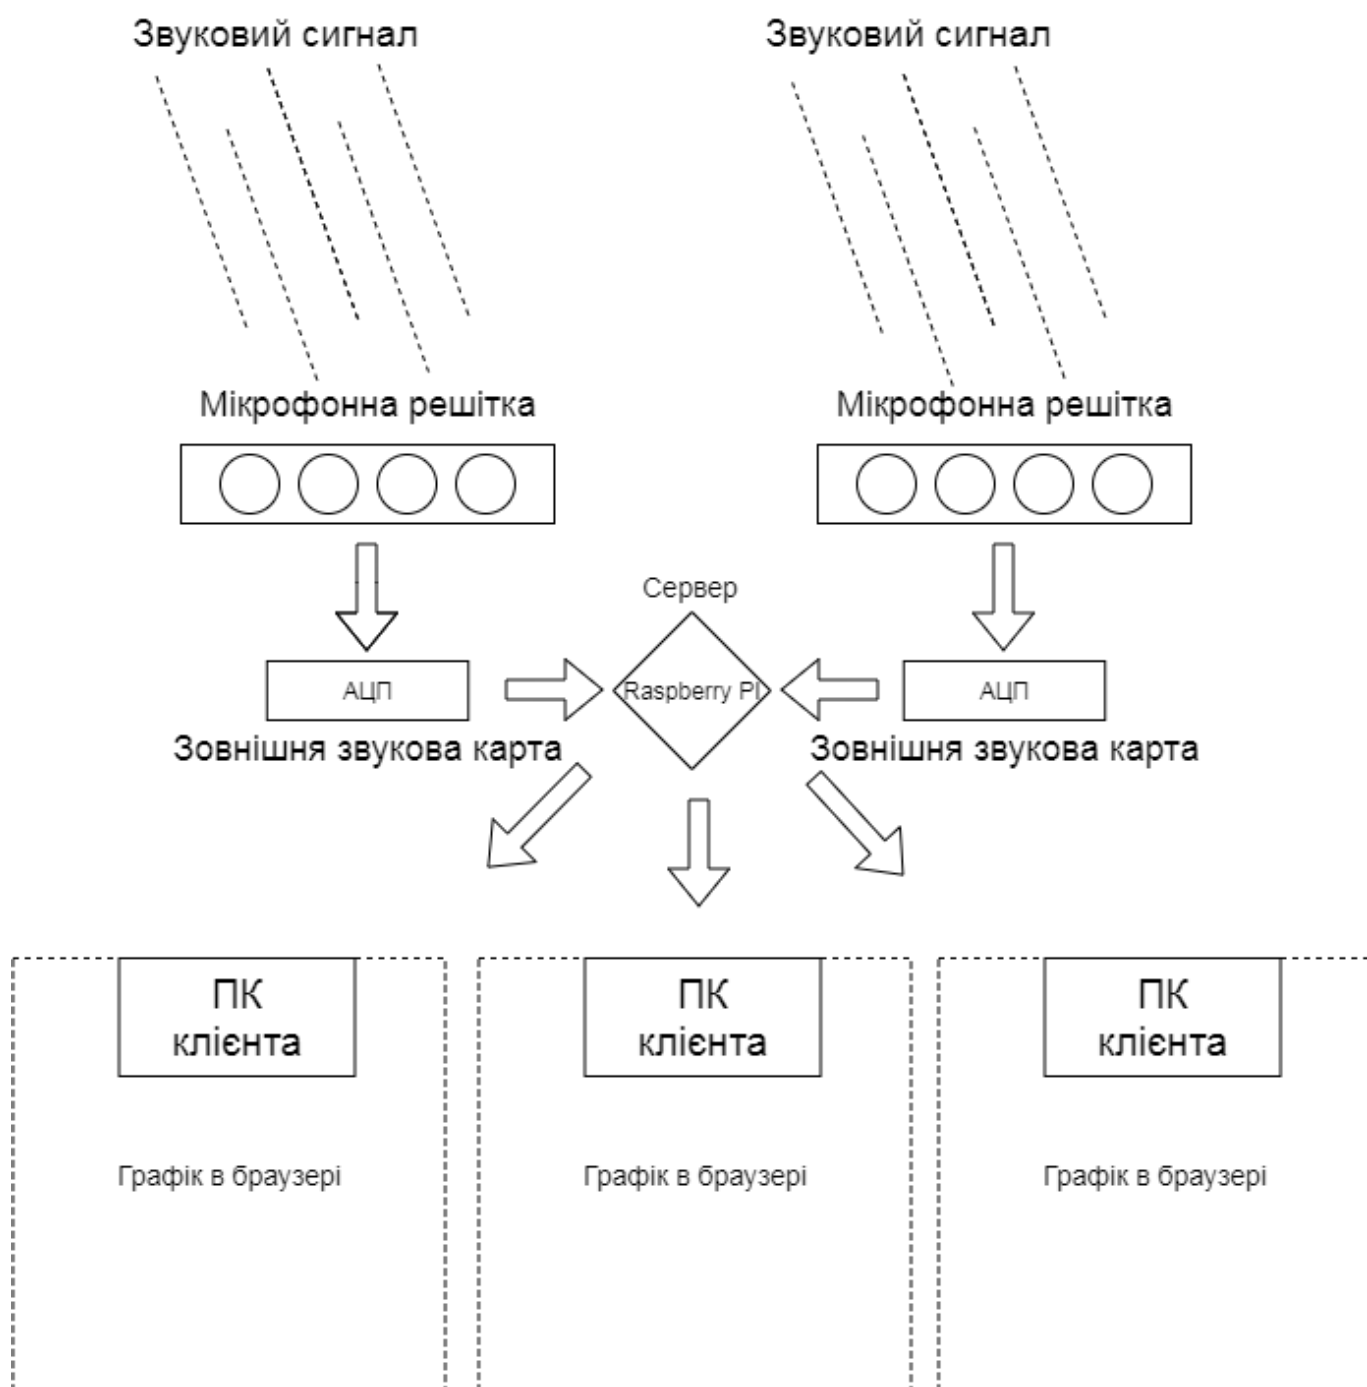 Звуковий сигнал
Звуковий сигнал
Мікрофонна решітка
Мікрофонна решітка
Сервер
АЦП
Raspberry PI
АЦП
Зовнішня звукова карта
Зовнішня звукова карта
ПК
клієнта
ПК
клієнта
ПК
клієнта
Графік в браузері
Графік в браузері
Графік в браузері